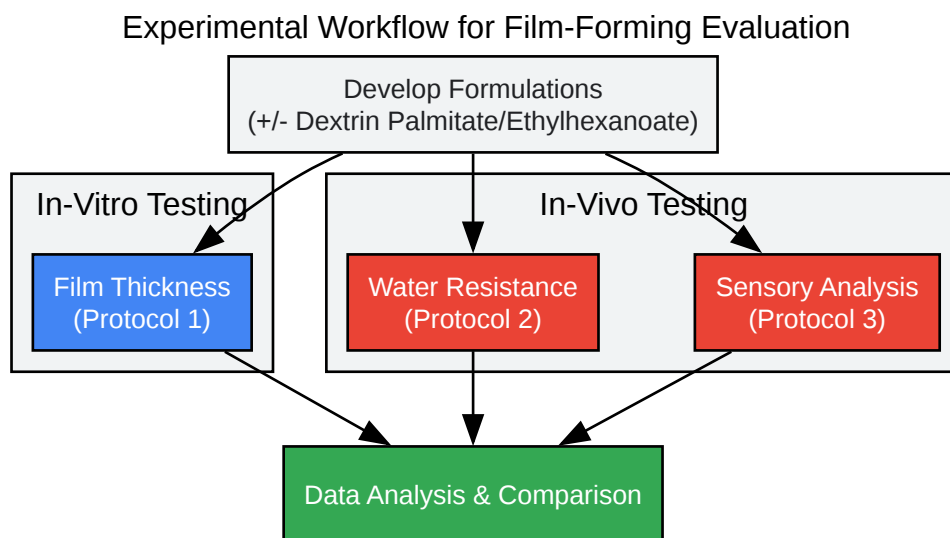 Experimental Workflow for Film-Forming Evaluation
Develop Formulations
(+/- Dextrin Palmitate/Ethylhexanoate)
In-Vitro Testing
In-Vivo Testing
Film Thickness
(Protocol 1)
Water Resistance
(Protocol 2)
Sensory Analysis
(Protocol 3)
Data Analysis & Comparison